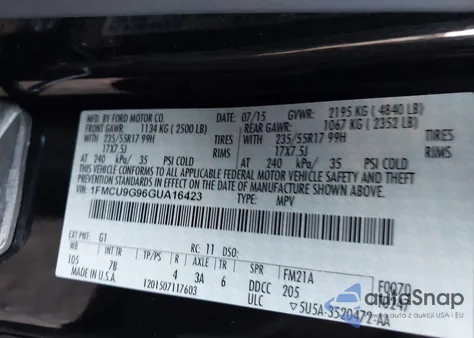 MFD. BY FORD MOTOR CO.
07/15 GVWR: 2195 KG ( 4840 LB)
FRONT GAWR: 1134 KG ( 2500 LB) REAR GAWR: 1067 KG ( 2352 LB)
235/55R17 99H TIRES 235/55R17 99H TIRES
17X7.5J RIMS 17X7.5J RIMS
AT 240 kPa/ 35 PSI COLD AT 240 kPa/ 35 PSI COLD
THIS VEHICLE CONFORMS TO ALL APPLICABLE FEDERAL MOTOR VEHICLE SAFETY AND THEFT
PREVENTION STANDARDS IN EFFECT ON THE DATE OF MANUFACTURE SHOWN ABOVE.
VIN: 1FMCU9G96GUA16423 TYPE: MPV
EXT PNT: G1 RC: 11 DSO:
WB INT TR TP/PS R AXLE TR SPR FM21A F0070
105 7B 4 3A 6 DDCC 205
MADE IN U.S.A. 1201507117603 ULC 5U5A-3520472-AA
autoSnap